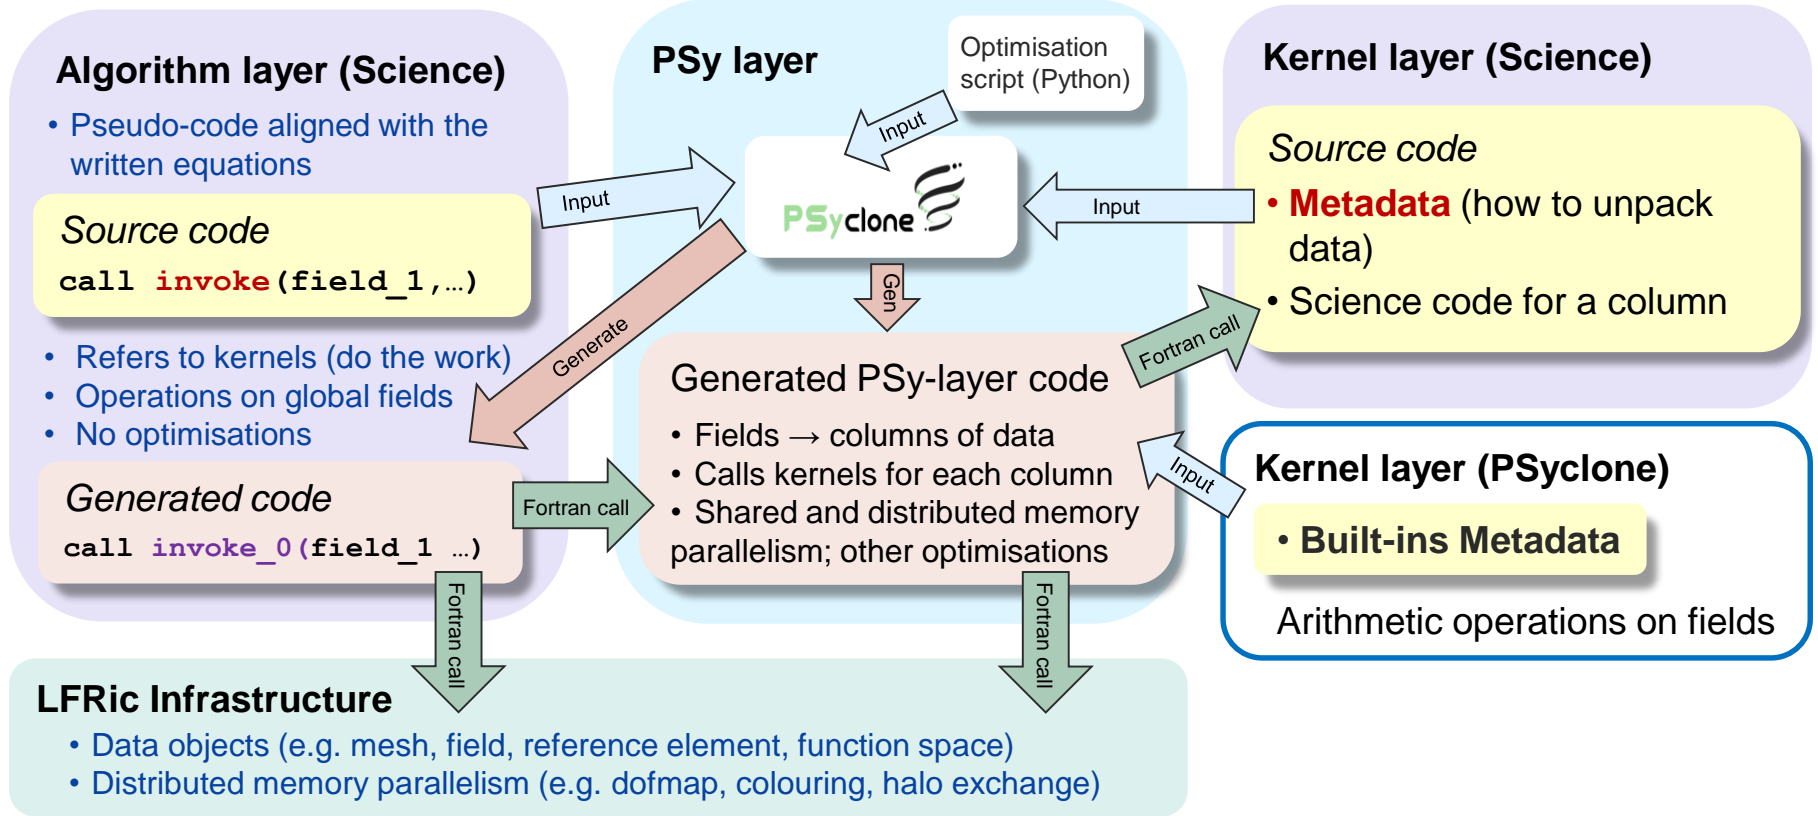 Algorithm layer (Science)
• Pseudo-code aligned with the
written equations
Source code
call invoke(field_1,…)
• Refers to kernels (do the work)
• Operations on global fields
• No optimisations
Generated code
call invoke_0(field_1 …)
Input
Generate
Fortran call
Fortran call
PSy layer
Optimisation
script (Python)
Input
PSyclone
Gen
Generated PSy-layer code
• Fields → columns of data
• Calls kernels for each column
• Shared and distributed memory
parallelism; other optimisations
Fortran call
Fortran call
Input
Input
Kernel layer (Science)
Source code
• Metadata (how to unpack
data)
• Science code for a column
Kernel layer (PSyclone)
• Built-ins Metadata
Arithmetic operations on fields
LFRic Infrastructure
• Data objects (e.g. mesh, field, reference element, function space)
• Distributed memory parallelism (e.g. dofmap, colouring, halo exchange)